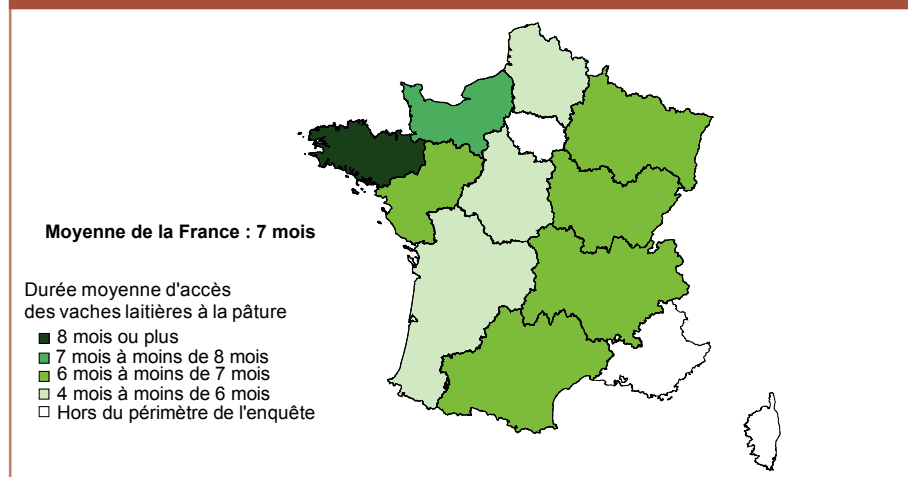 Moyenne de la France : 7 mois
Durée moyenne d'accès
des vaches laitières à la pâture
8 mois ou plus
7 mois à moins de 8 mois
6 mois à moins de 7 mois
4 mois à moins de 6 mois
Hors du périmètre de l'enquête